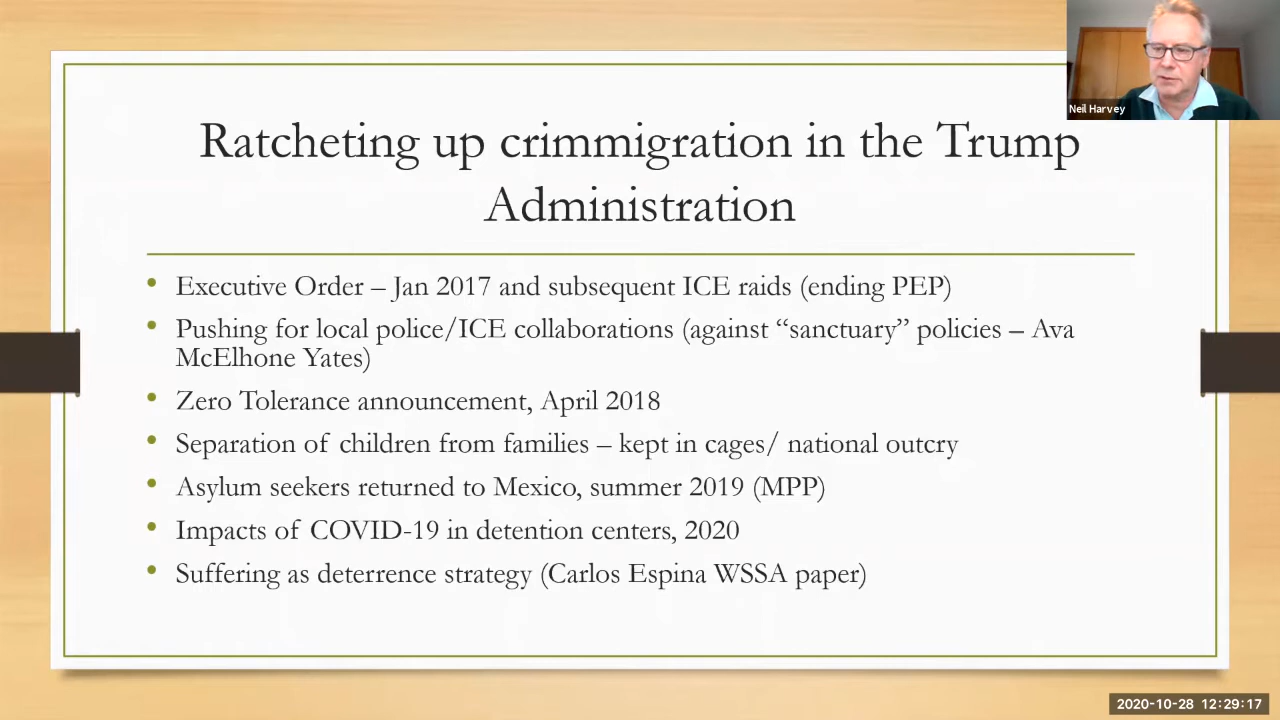 Neil Harvey
Ratcheting up crimmigration in the Trump
Administration
• Executive Order – Jan 2017 and subsequent ICE raids (ending PEP)
• Pushing for local police/ICE collaborations (against “sanctuary” policies – Ava
McElhone Yates)
• Zero Tolerance announcement, April 2018
• Separation of children from families – kept in cages/ national outcry
• Asylum seekers returned to Mexico, summer 2019 (MPP)
• Impacts of COVID-19 in detention centers, 2020
• Suffering as deterrence strategy (Carlos Espina WSSA paper)
2020-10-28 12:29:17